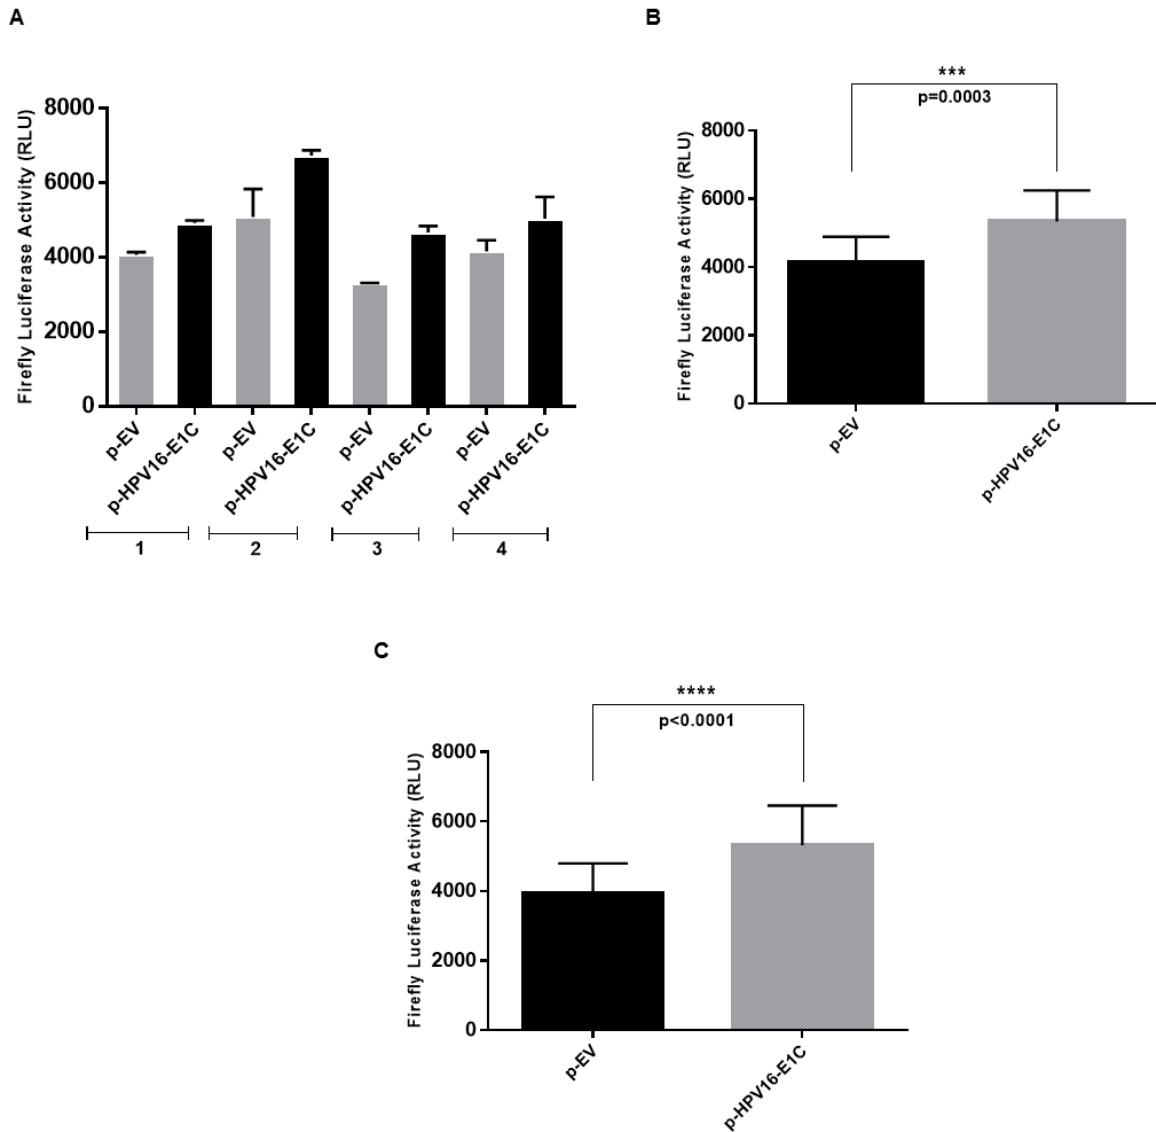 A
Firefly Luciferase Activity (RLU)
8000
6000
4000
2000
0
p-EV
p-HPV16-E1C
p-EV
p-HPV16-E1C
p-EV
p-HPV16-E1C
p-EV
p-HPV16-E1C
1
2
3
4
B
***
p=0.0003
Firefly Luciferase Activity (RLU)
8000
6000
4000
2000
0
p-EV
p-HPV16-E1C
C
****
p<0.0001
Firefly Luciferase Activity (RLU)
8000
6000
4000
2000
0
p-EV
p-HPV16-E1C